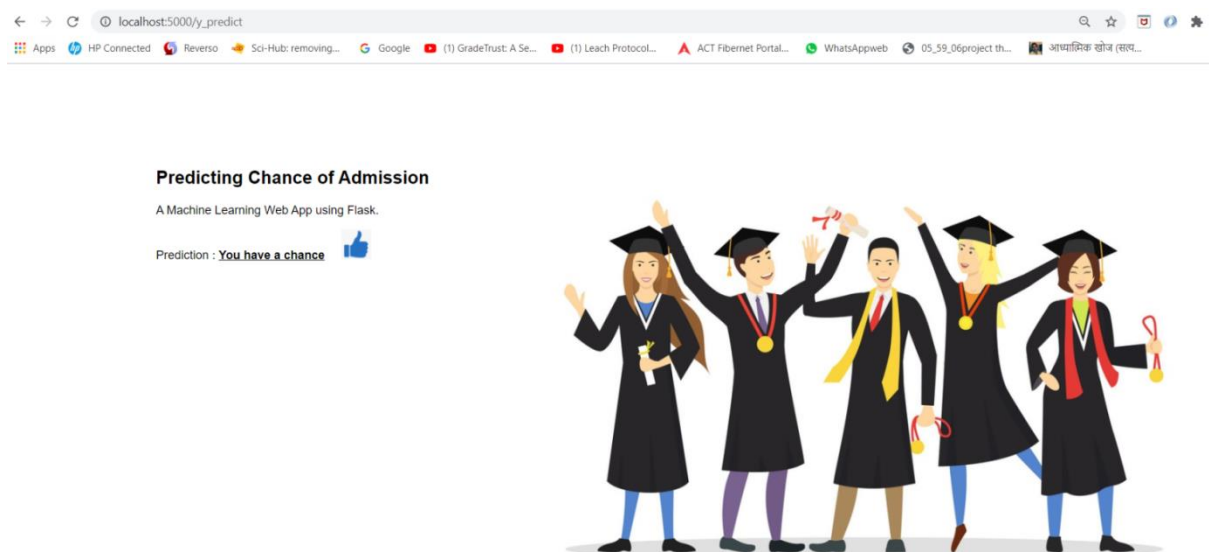 localhost:5000/y_predict
Apps HP Connected Reverso Sci-Hub: removing... Google (1) GradeTrust: A Se... (1) Leach Protocol... ACT Fibernet Portal... WhatsAppweb 05_59_06project th... आध्यात्मिक खोज (सत्य...
Predicting Chance of Admission
A Machine Learning Web App using Flask.
Prediction : You have a chance